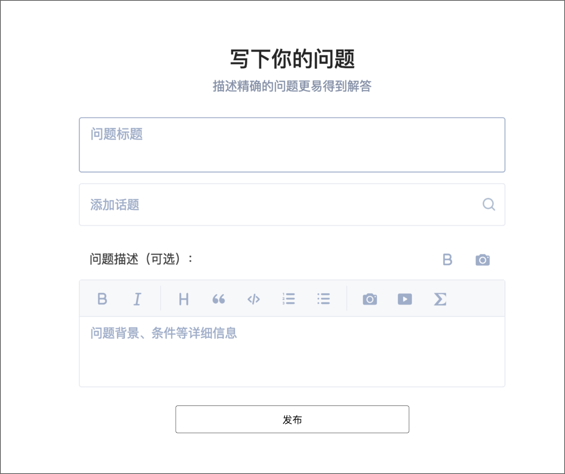 写下你的问题
描述精确的问题更易得到解答
问题标题
添加话题
问题描述（可选）：
B
B I H “ </> Σ
问题背景、条件等详细信息
发布